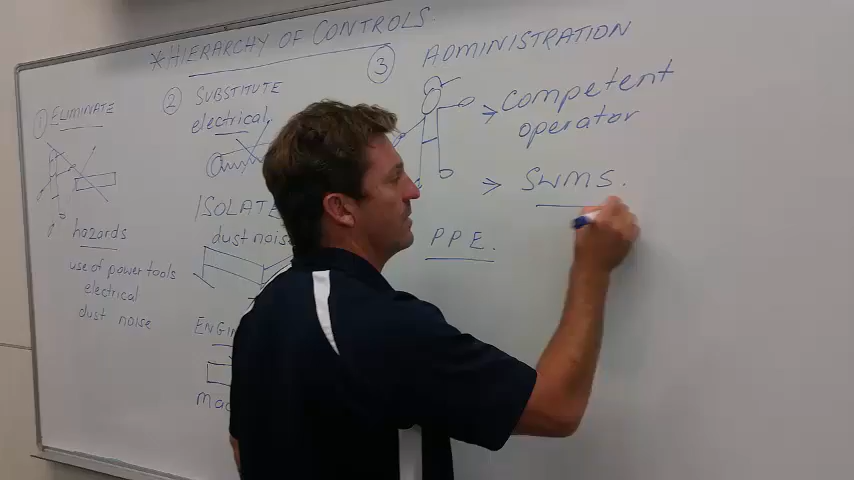 *HIERARCHY OF CONTROLS.
① ELIMINATE
hazards
use of power tools
electrical
dust noise
② SUBSTITUTE
electrical
ISOLATE
dust noise
③ ADMINISTRATION
> Competent
operator
> SWMS.
PPE.